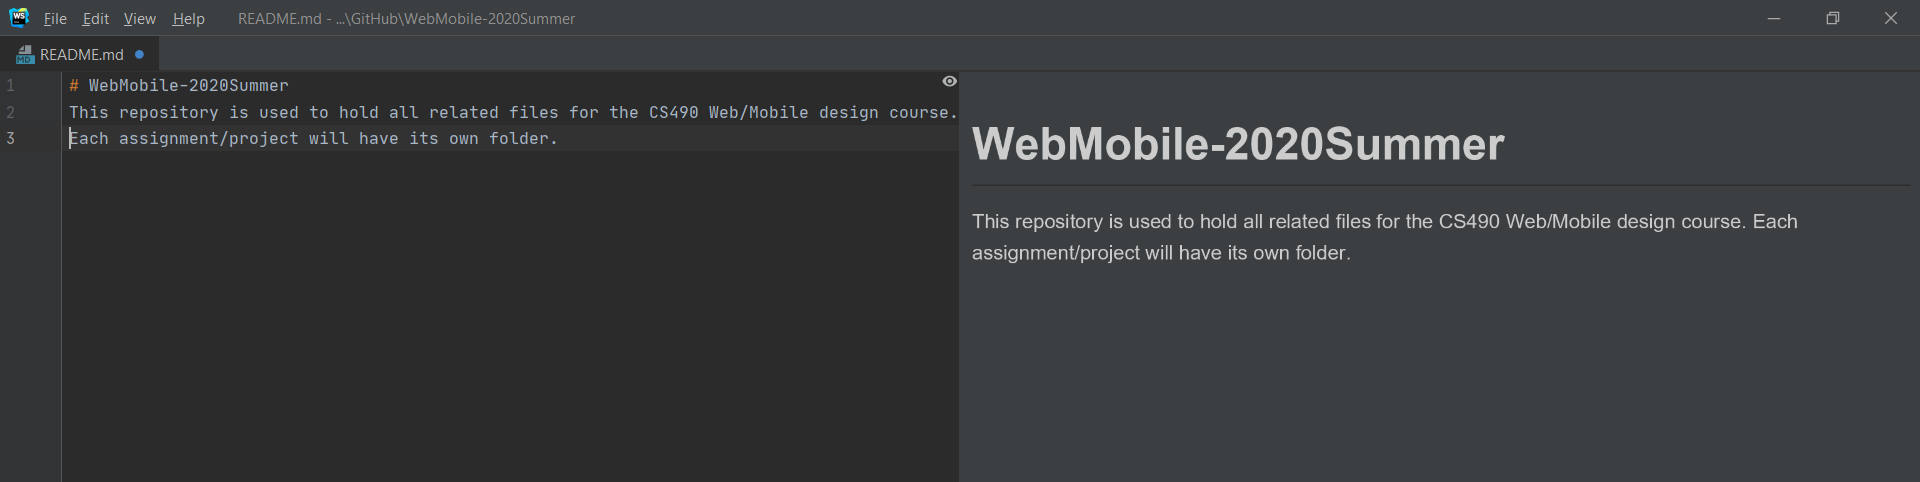 WS File Edit View Help README.md - ...\GitHub\WebMobile-2020Summer
MD README.md
1 # WebMobile-2020Summer
2 This repository is used to hold all related files for the CS490 Web/Mobile design course.
3 Each assignment/project will have its own folder.
WebMobile-2020Summer
This repository is used to hold all related files for the CS490 Web/Mobile design course. Each
assignment/project will have its own folder.